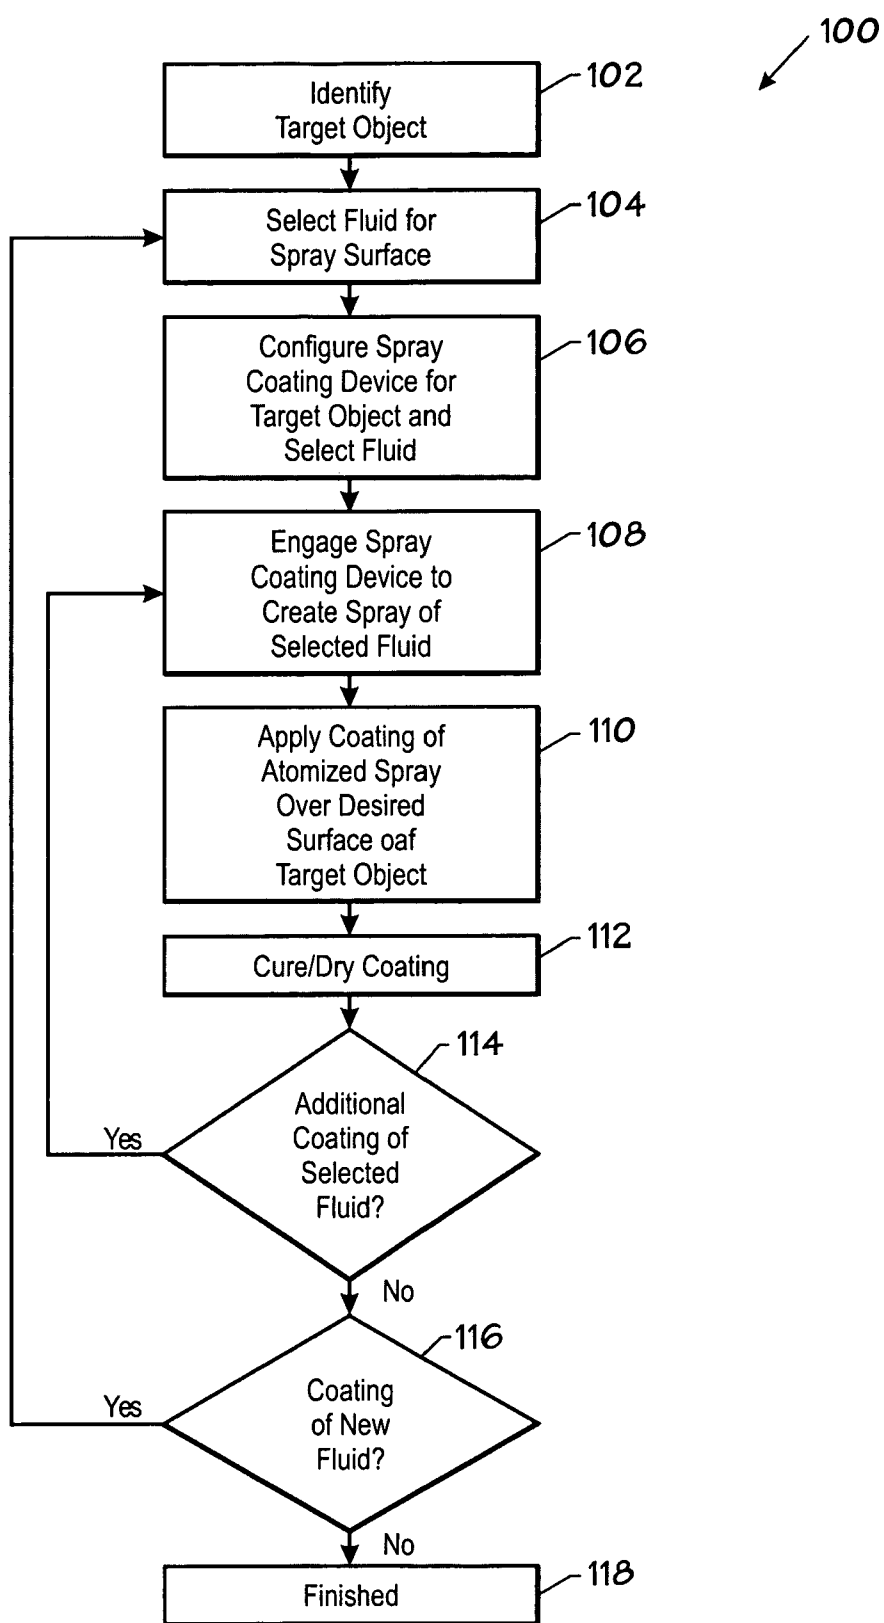 100
Identify
Target Object
102
Select Fluid for
Spray Surface
104
Configure Spray
Coating Device for
Target Object and
Select Fluid
106
Engage Spray
Coating Device to
Create Spray of
Selected Fluid
108
Apply Coating of
Atomized Spray
Over Desired
Surface oaf
Target Object
110
Cure/Dry Coating
112
114
Additional
Coating of
Selected
Fluid?
Yes
No
116
Coating
of New
Fluid?
Yes
No
Finished
118